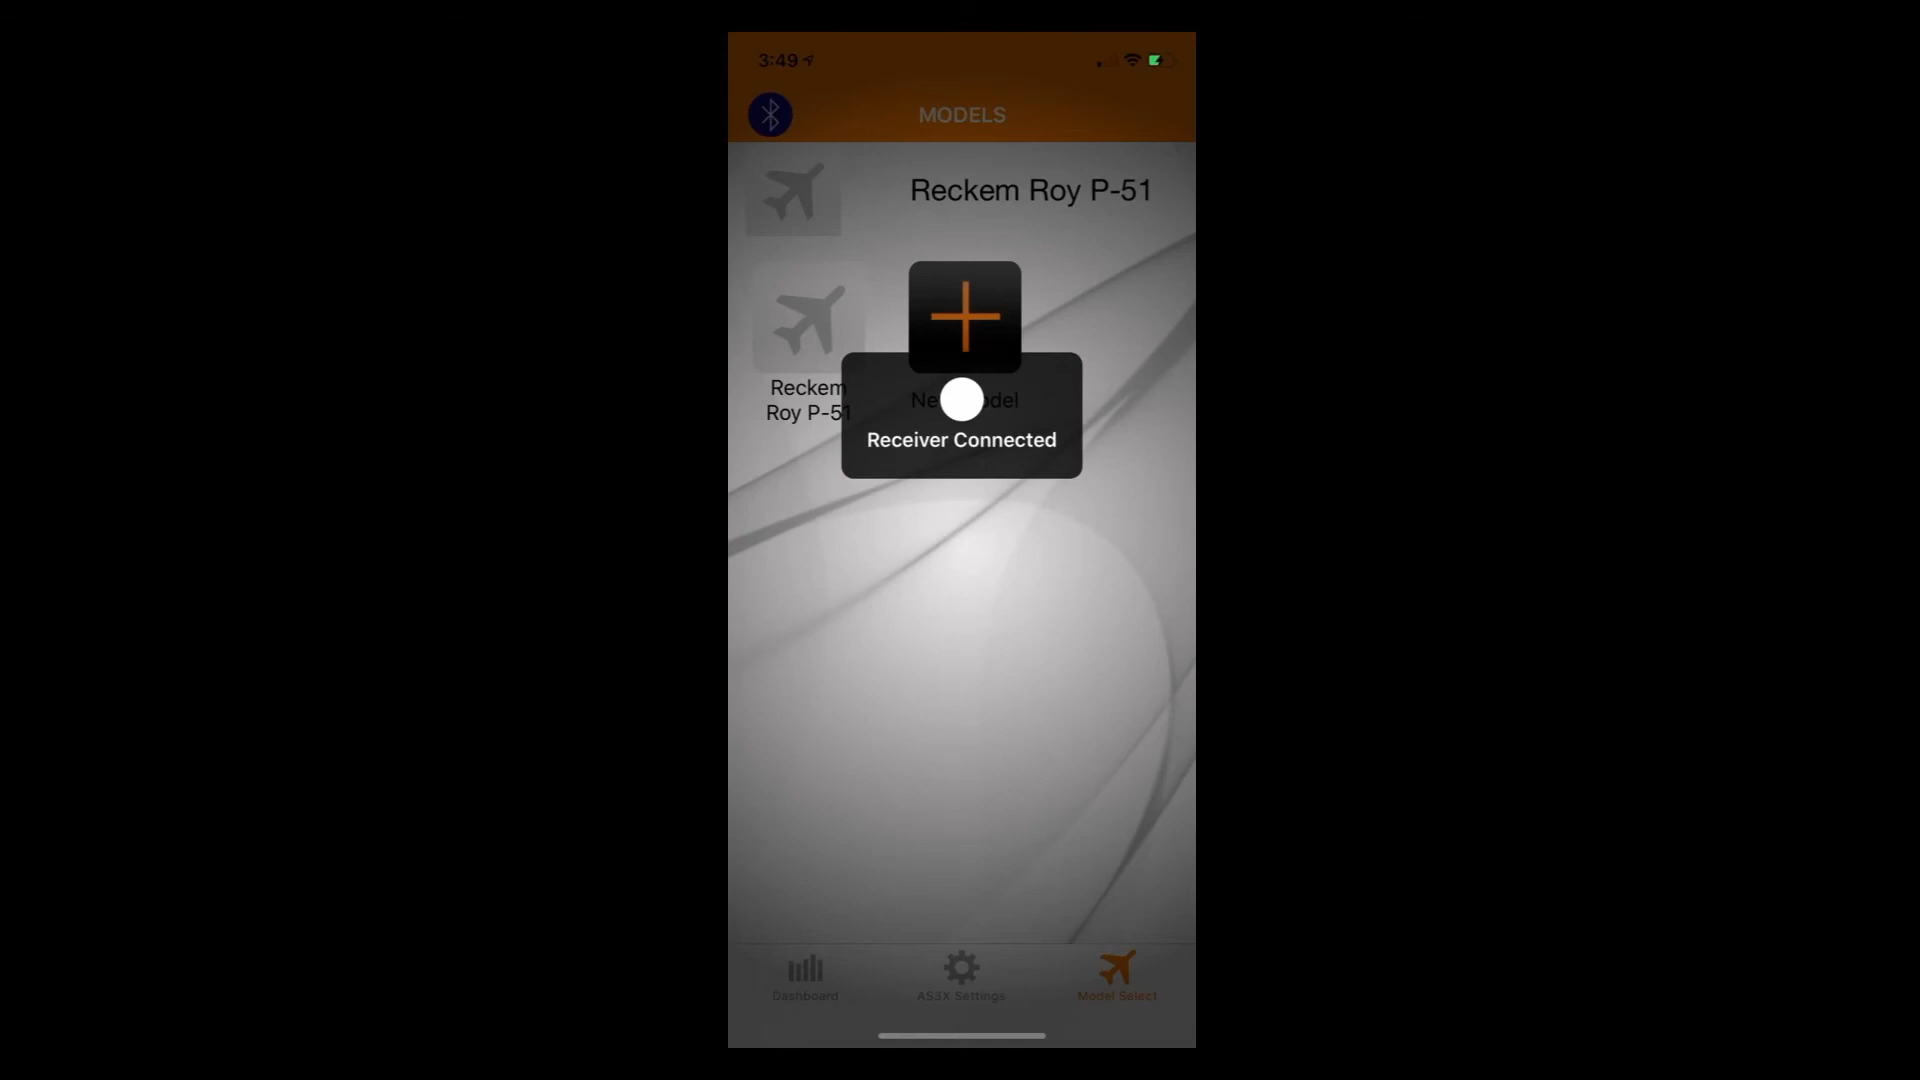 3:49
MODELS
Reckem Roy P-51
Reckem
Roy P-51
Receiver Connected
Dashboard
AS3X Settings
Model Select